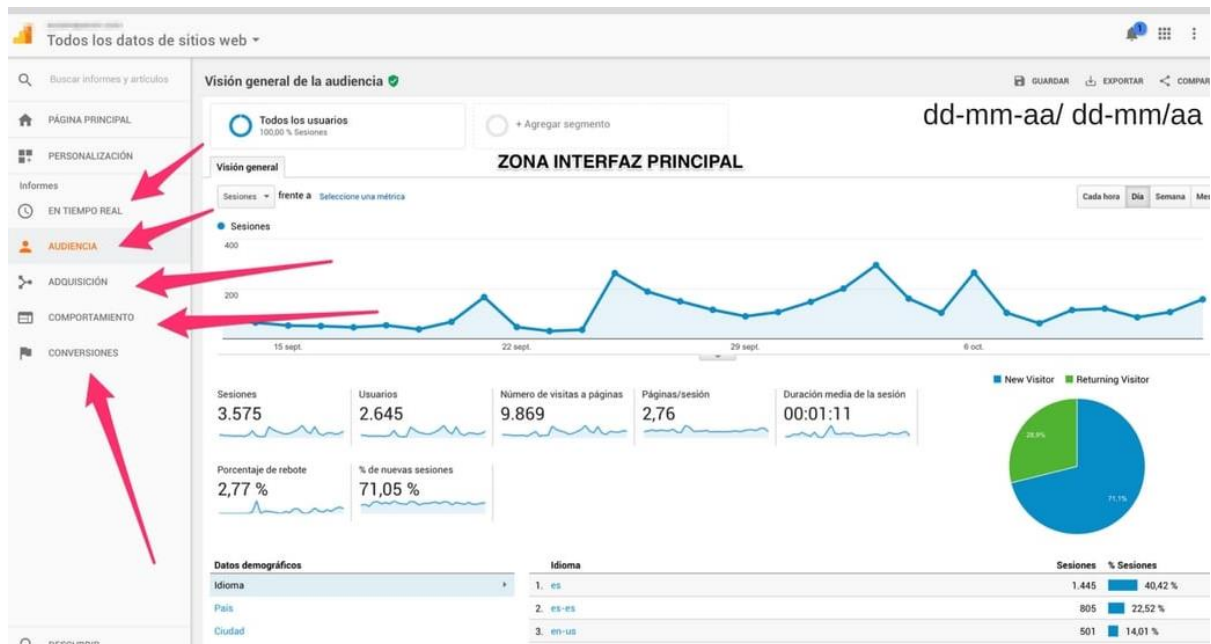 Todos los datos de sitios web
Buscar informes y artículos
Visión general de la audiencia
GUARDAR EXPORTAR COMPAR
PÁGINA PRINCIPAL
PERSONALIZACIÓN
Informes
EN TIEMPO REAL
AUDIENCIA
ADQUISICIÓN
COMPORTAMIENTO
CONVERSIONES
Todos los usuarios
100,00 % Sesiones
+ Agregar segmento
dd-mm-aa/ dd-mm/aa
ZONA INTERFAZ PRINCIPAL
Visión general
Sesiones frente a Seleccione una métrica
Cada hora Día Semana Mes
Sesiones
400
200
15 sept. 22 sept. 29 sept. 6 oct.
New Visitor Returning Visitor
Sesiones
3.575
Usuarios
2.645
Número de visitas a páginas
9.869
Páginas/sesión
2,76
Duración media de la sesión
00:01:11
Porcentaje de rebote
2,77 %
% de nuevas sesiones
71,05 %
28,9%
71,1%
Datos demográficos
Idioma
País
Ciudad
Idioma Sesiones % Sesiones
1. es 1.445 40,42 %
2. es-es 805 22,52 %
3. en-us 501 14,01 %